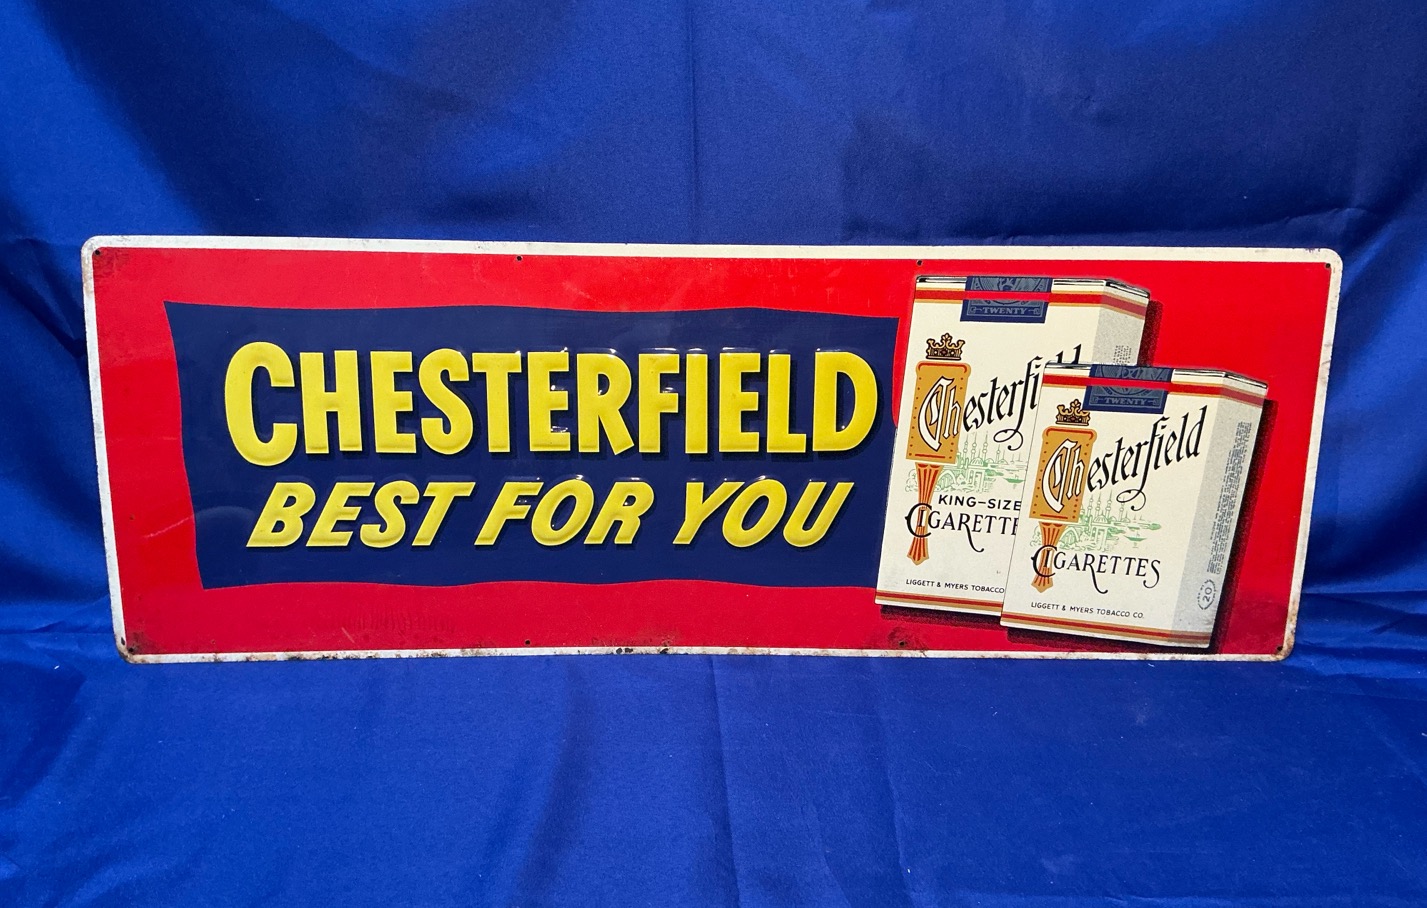 CHESTERFIELD
BEST FOR YOU
TWENTY
Chesterfield
KING-SIZE
CIGARETTE
LIGGETT & MYERS TOBACCO
TWENTY
Chesterfield
CIGARETTES
LIGGETT & MYERS TOBACCO CO.
20